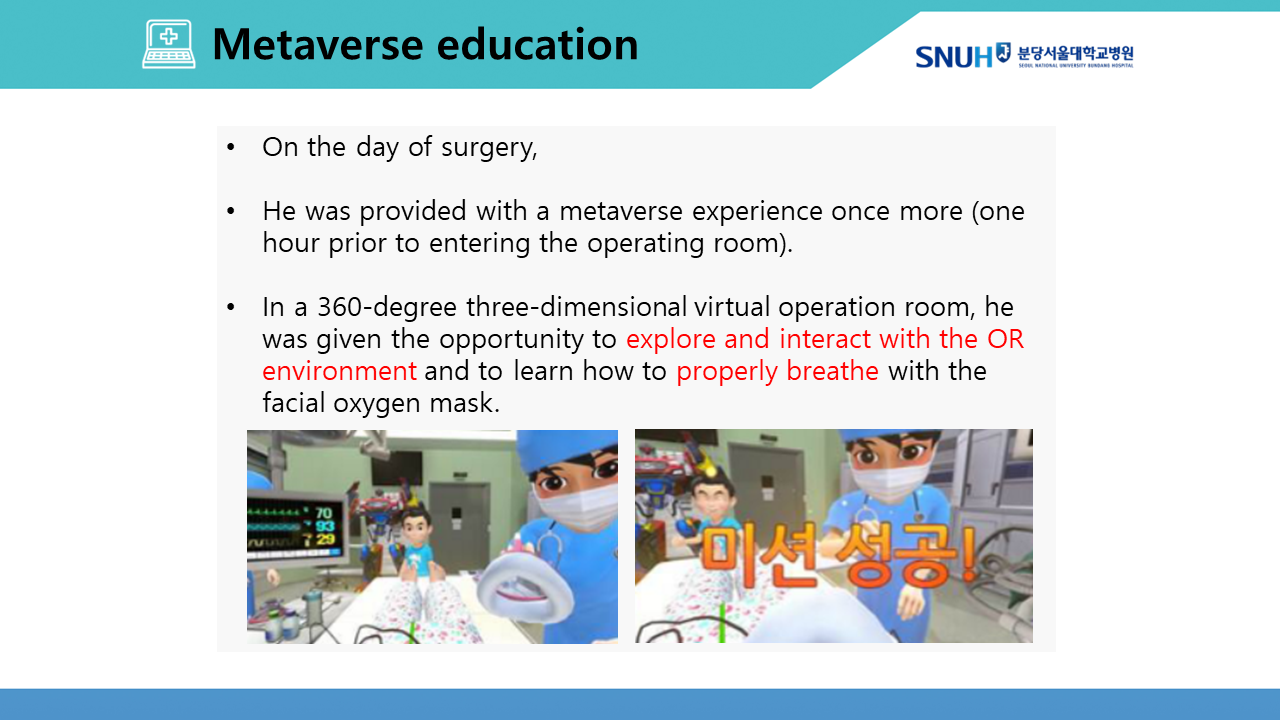 Metaverse education
SNUH 분당서울대학교병원
SEOUL NATIONAL UNIVERSITY BUNDANG HOSPITAL
• On the day of surgery,
• He was provided with a metaverse experience once more (one
hour prior to entering the operating room).
• In a 360-degree three-dimensional virtual operation room, he
was given the opportunity to explore and interact with the OR
environment and to learn how to properly breathe with the
facial oxygen mask.
70
93
29
미션 성공!